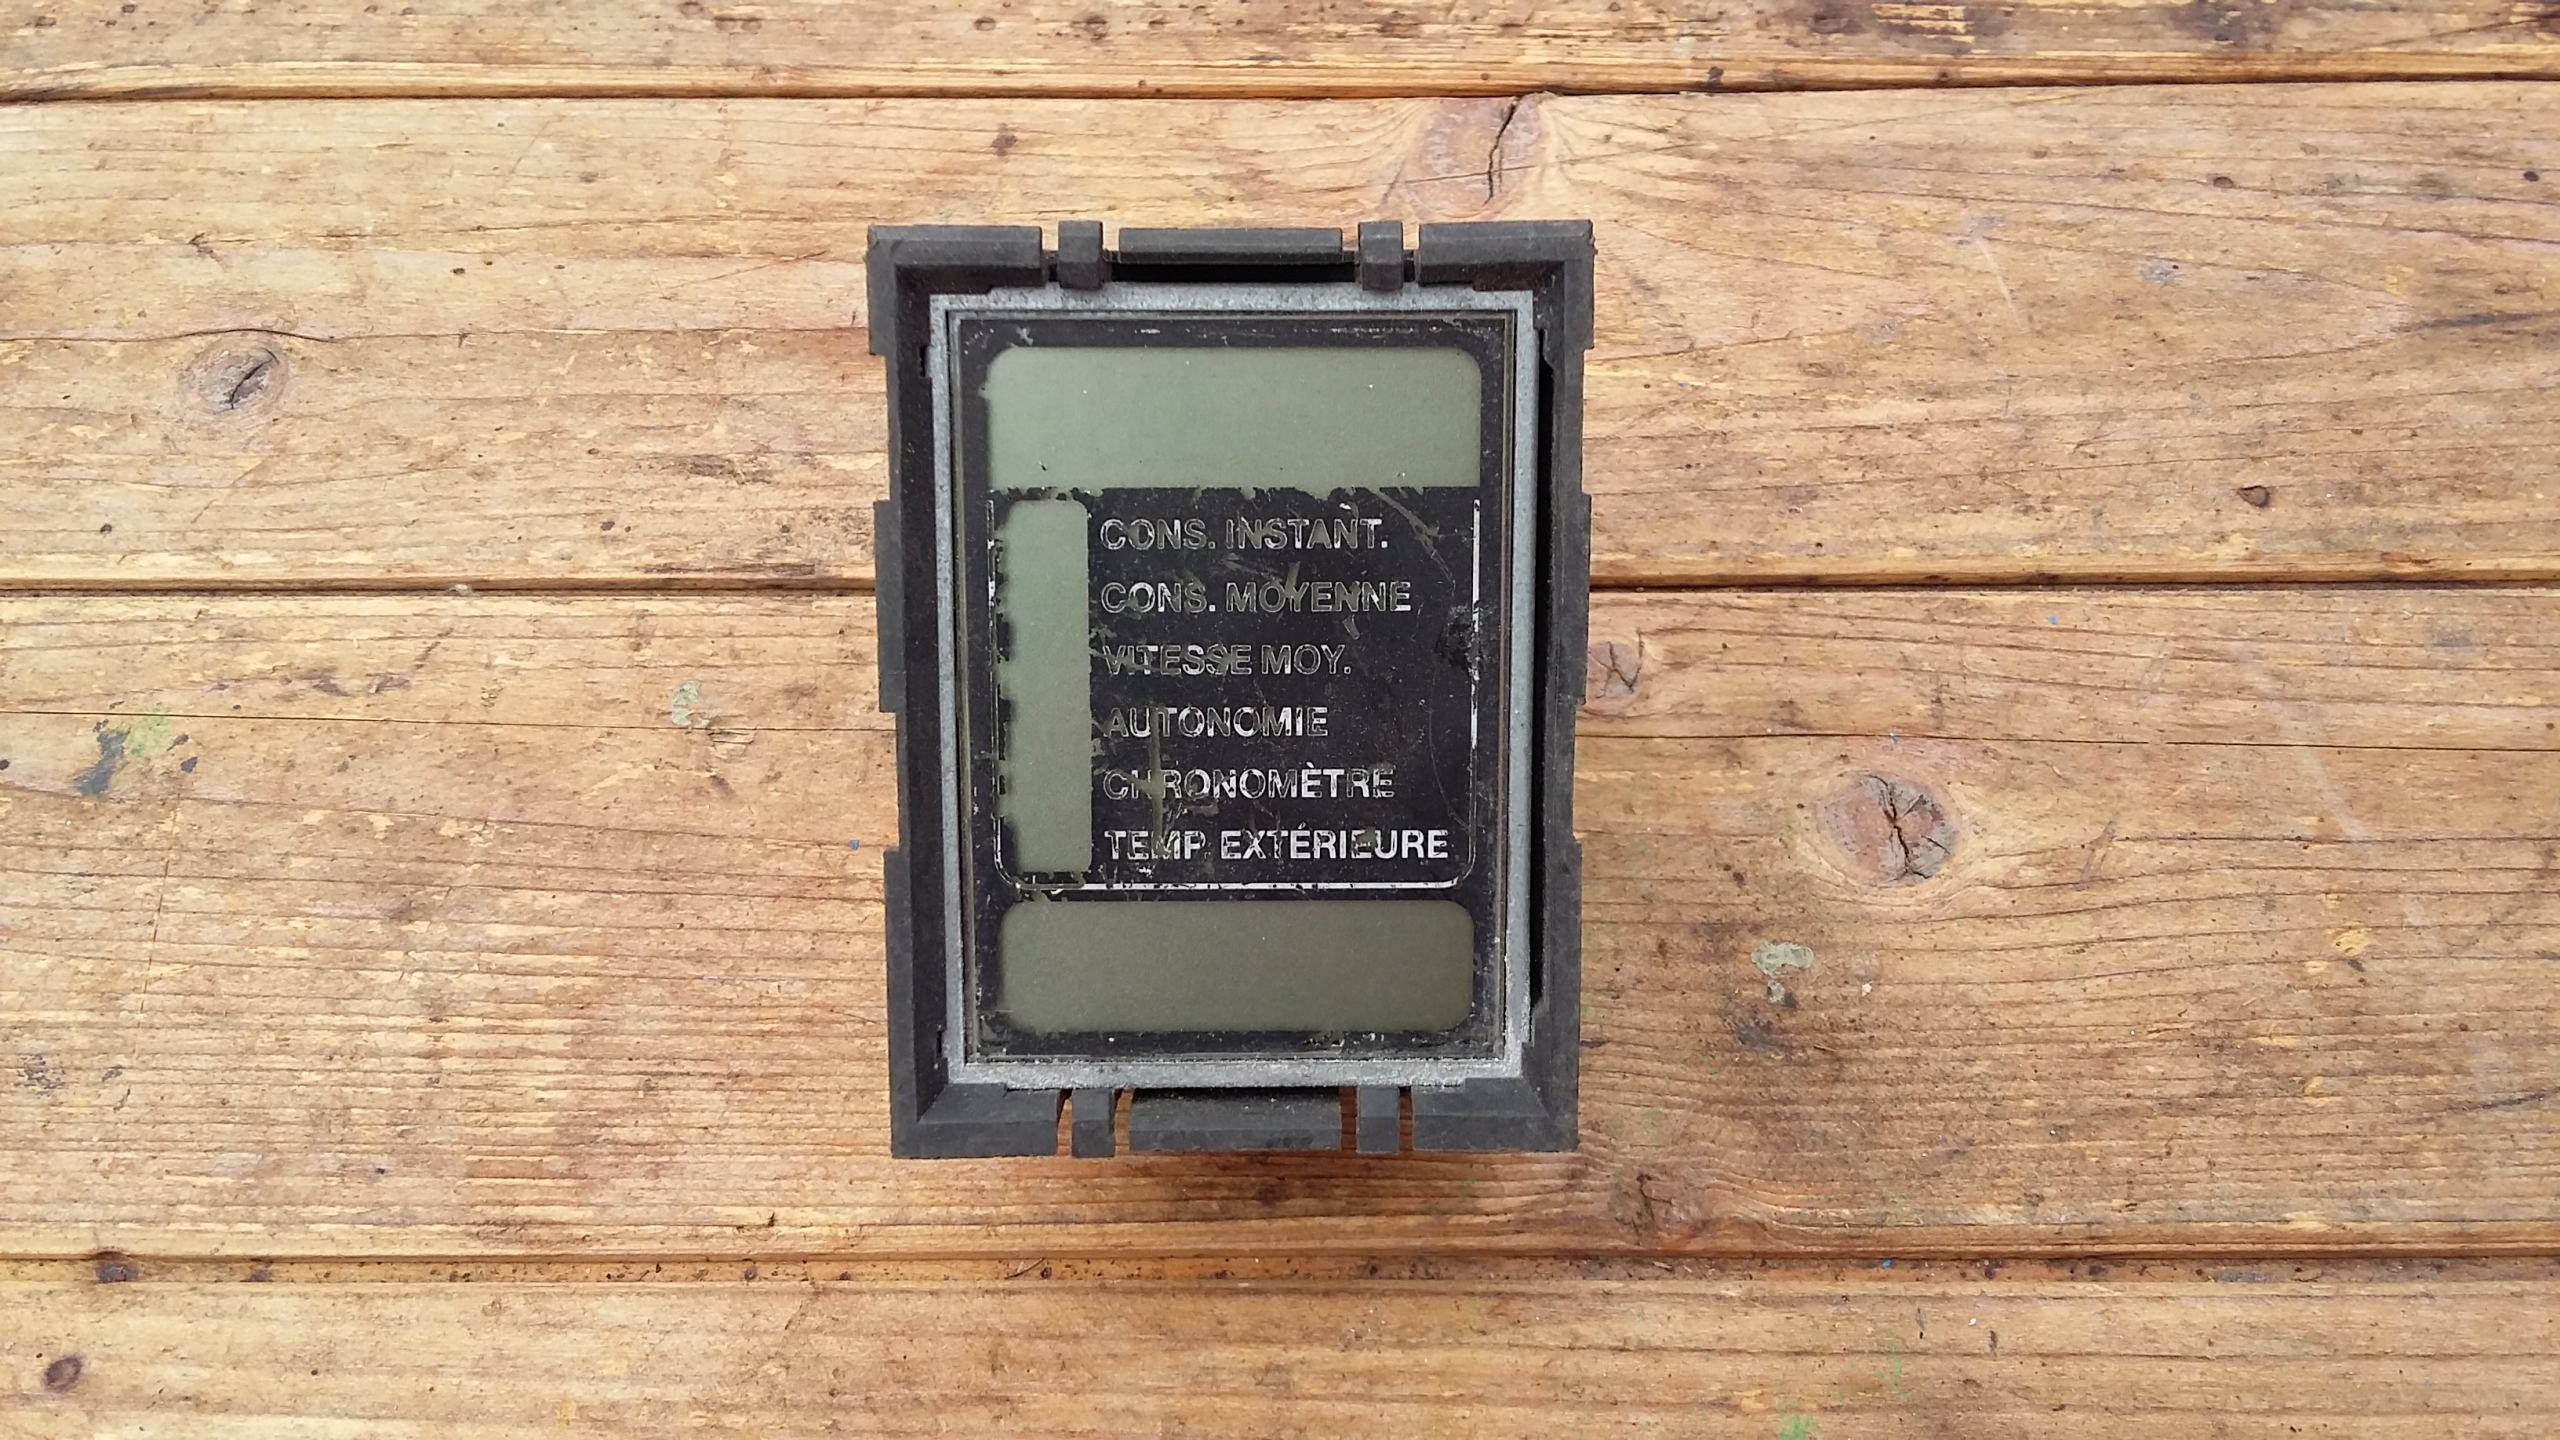 CONS. INSTANT.
CONS. MOYENNE
VITESSE MOY.
AUTONOMIE
CHRONOMÈTRE
TEMP EXTÉRIEURE